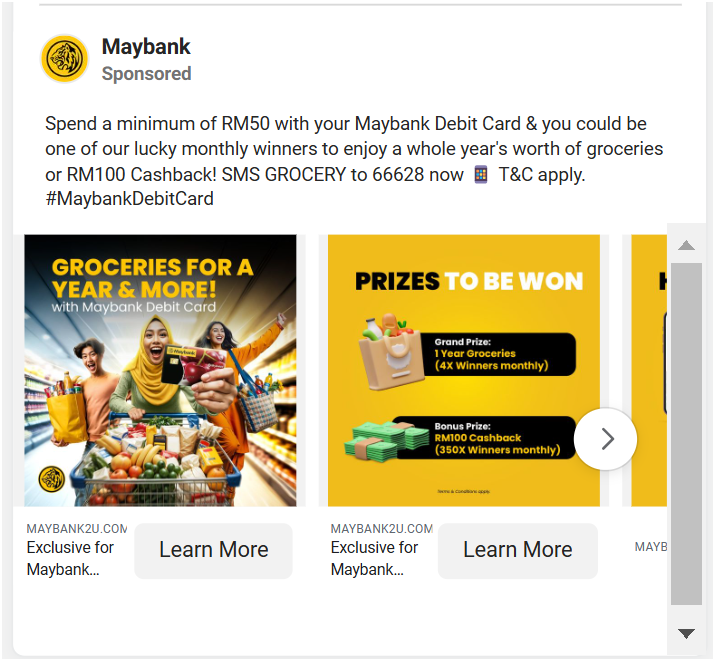 Maybank
Sponsored
Spend a minimum of RM50 with your Maybank Debit Card & you could be
one of our lucky monthly winners to enjoy a whole year's worth of groceries
or RM100 Cashback! SMS GROCERY to 66628 now 📱 T&C apply.
#MaybankDebitCard
GROCERIES FOR A
YEAR & MORE!
with Maybank Debit Card
Maybank
PRIZES TO BE WON
Grand Prize:
1 Year Groceries
(4X Winners monthly)
Bonus Prize:
RM100 Cashback
(350X Winners monthly)
Terms & Conditions apply.
MAYBANK2U.COM
Exclusive for
Maybank...
Learn More
MAYBANK2U.COM
Exclusive for
Maybank...
Learn More
H
MAYB